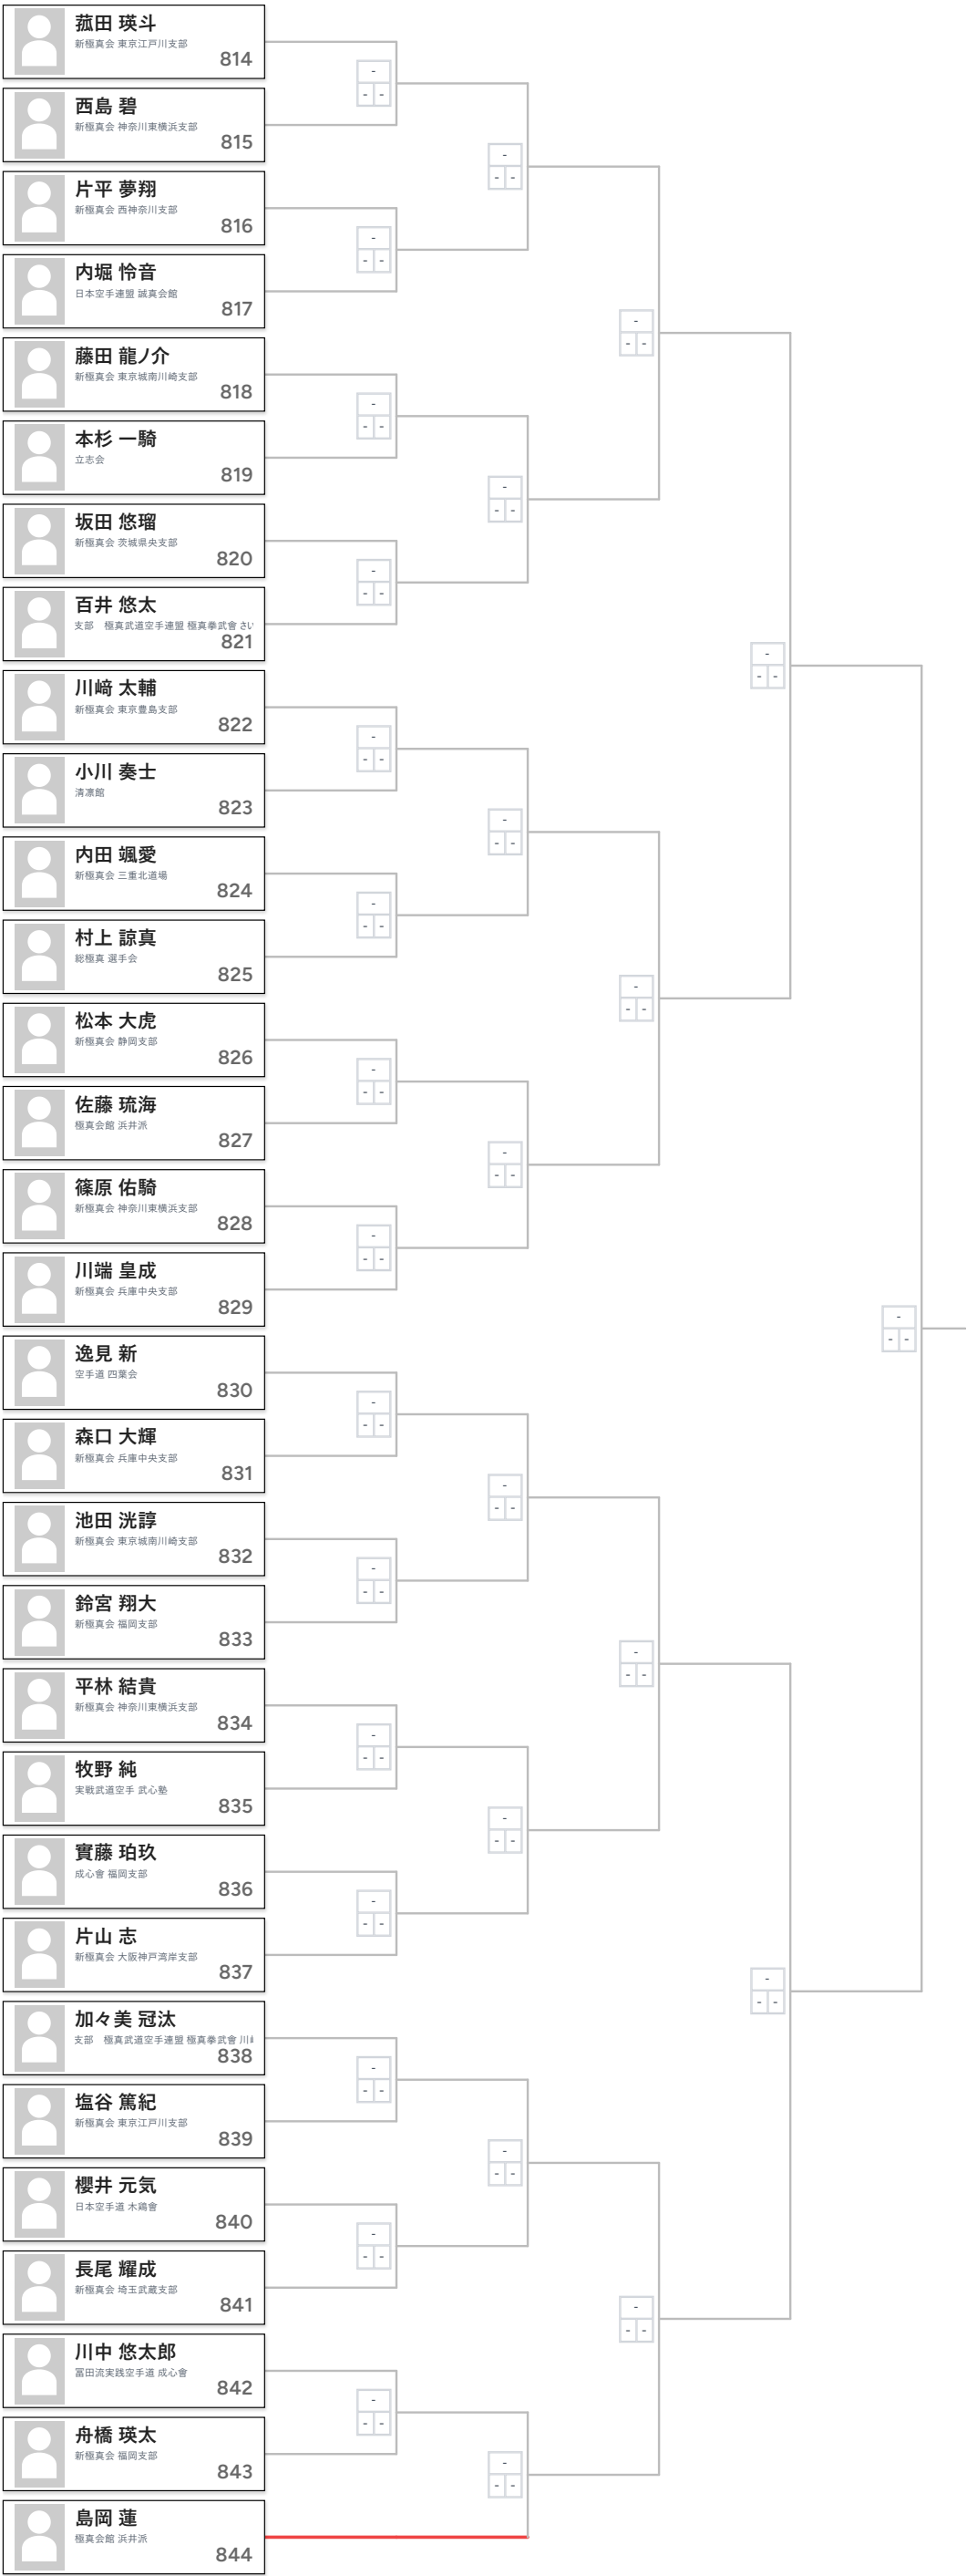 菰田 瑛斗
新極真会 東京江戸川支部
814
西島 碧
新極真会 神奈川東横浜支部
815
片平 夢翔
新極真会 西神奈川支部
816
内堀 怜音
日本空手連盟 誠真会館
817
藤田 龍ノ介
新極真会 東京城南川崎支部
818
本杉 一騎
立志会
819
坂田 悠瑠
新極真会 茨城県央支部
820
百井 悠太
支部　極真武道空手連盟 極真拳武會 さい
821
川﨑 太輔
新極真会 東京豊島支部
822
小川 奏士
清凛館
823
内田 颯愛
新極真会 三重北道場
824
村上 諒真
総極真 選手会
825
松本 大虎
新極真会 静岡支部
826
佐藤 琉海
極真会館 浜井派
827
篠原 佑騎
新極真会 神奈川東横浜支部
828
川端 皇成
新極真会 兵庫中央支部
829
逸見 新
空手道 四葉会
830
森口 大輝
新極真会 兵庫中央支部
831
池田 洸諄
新極真会 東京城南川崎支部
832
鈴宮 翔大
新極真会 福岡支部
833
平林 結貴
新極真会 神奈川東横浜支部
834
牧野 純
実戦武道空手 武心塾
835
實藤 珀玖
成心會 福岡支部
836
片山 志
新極真会 大阪神戸湾岸支部
837
加々美 冠汰
支部　極真武道空手連盟 極真拳武會 川
838
塩谷 篤紀
新極真会 東京江戸川支部
839
櫻井 元気
日本空手道 木鶏會
840
長尾 耀成
新極真会 埼玉武蔵支部
841
川中 悠太郎
冨田流実践空手道 成心會
842
舟橋 瑛太
新極真会 福岡支部
843
島岡 蓮
極真会館 浜井派
844